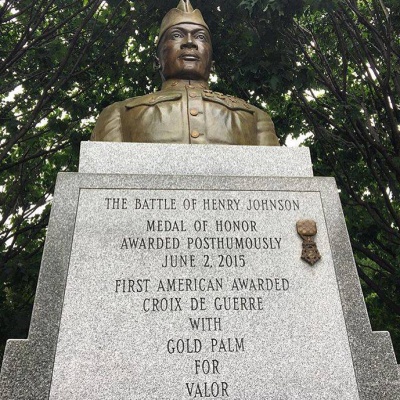 THE BATTLE OF HENRY JOHNSON
MEDAL OF HONOR
AWARDED POSTHUMOUSLY
JUNE 2, 2015
FIRST AMERICAN AWARDED
CROIX DE GUERRE
WITH
GOLD PALM
FOR
VALOR